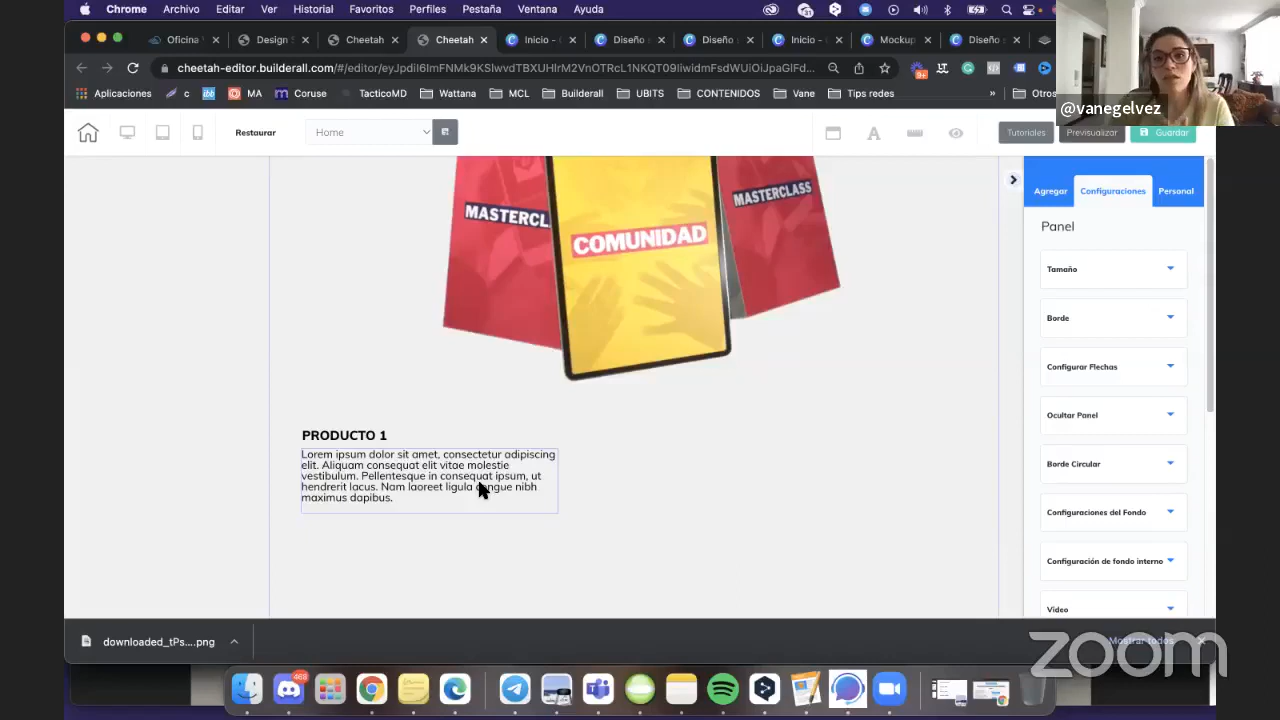 Chrome Archivo Editar Ver Historial Favoritos Perfiles Pestaña Ventana Ayuda
Oficina Design S Cheetah Cheetah Inicio - C Diseño Diseño Inicio - Mockup Diseño
cheetah-editor.builderall.com/#/editor/
Aplicaciones c MA Coruse TacticoMD Wattana MCL Builderall UBITS CONTENIDOS Vane Tips redes » Otros
@vanegelvez
Restaurar Home Tutoriales Previsualizar Guardar
Agregar Configuraciones Personal
Panel
MASTERCL
COMUNIDAD
MASTERCLASS
Tamaño
Borde
Configurar Flechas
Ocultar Panel
Borde Circular
Configuraciones del Fondo
Configuración de fondo interno
Video
PRODUCTO 1
Lorem ipsum dolor sit amet, consectetur adipiscing
elit. Aliquam consequat elit vitae molestie
vestibulum. Pellentesque in consequat ipsum, ut
hendrerit lacus. Nam laoreet ligula congue nibh
maximus dapibus.
downloaded_tPs....png
Mostrar todos
zoom
468